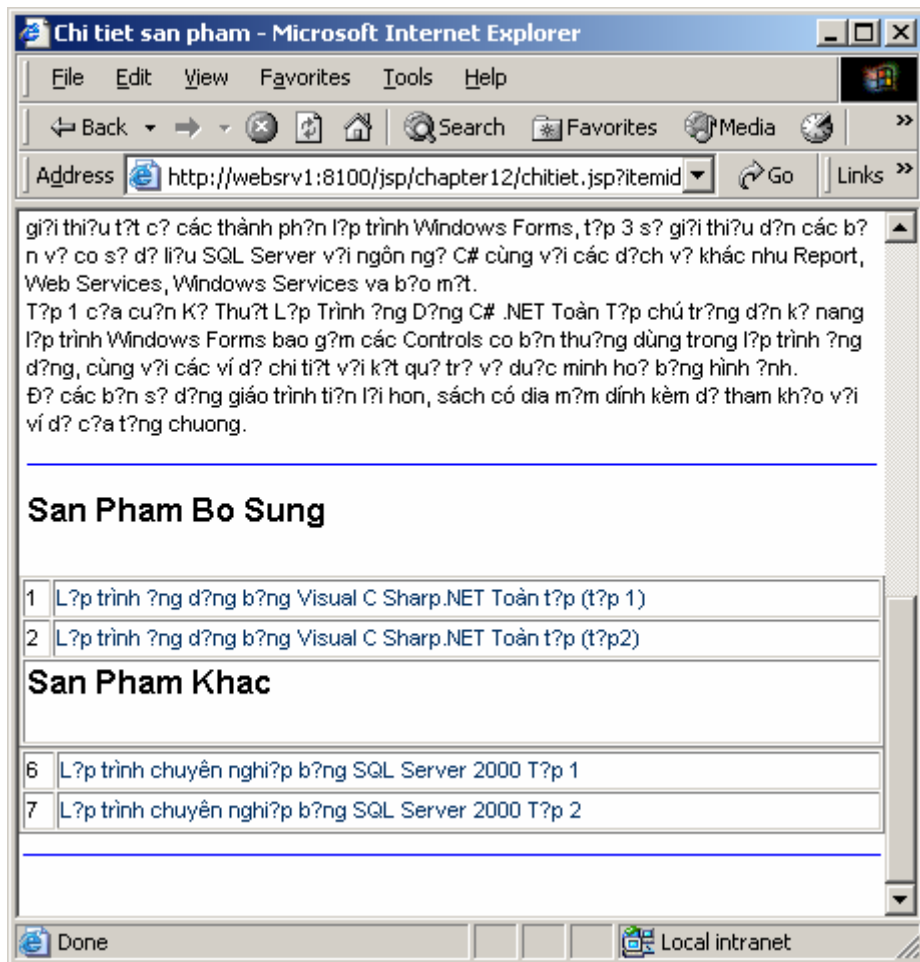 Chi tiet san pham - Microsoft Internet Explorer
File Edit View Favorites Tools Help
Back Search Favorites Media »
Address http://websrv1:8100/jsp/chapter12/chitiet.jsp?itemid Go Links »
gi?i thi?u t?t c? các thành ph?n l?p trình Windows Forms, t?p 3 s? gi?i thi?u d?n các b?
n v? co s? d? li?u SQL Server v?i ngôn ng? C# cùng v?i các d?ch v? khác nhu Report,
Web Services, Windows Services va b?o m?t.
T?p 1 c?a cu?n K? Thu?t L?p Trình ?ng D?ng C# .NET Toàn T?p chú tr?ng d?n k? nang
l?p trình Windows Forms bao g?m các Controls co b?n thu?ng dùng trong l?p trình ?ng
d?ng, cùng v?i các ví d? chi ti?t v?i k?t qu? tr? v? du?c minh ho? b?ng hình ?nh.
Đ? các b?n s? d?ng giáo trình ti?n l?i hon, sách có dia m?m dính kèm d? tham kh?o v?i
ví d? c?a t?ng chuong.
San Pham Bo Sung
1 L?p trình ?ng d?ng b?ng Visual C Sharp.NET Toàn t?p (t?p 1)
2 L?p trình ?ng d?ng b?ng Visual C Sharp.NET Toàn t?p (t?p2)
San Pham Khac
6 L?p trình chuyên nghi?p b?ng SQL Server 2000 T?p 1
7 L?p trình chuyên nghi?p b?ng SQL Server 2000 T?p 2
Done Local intranet